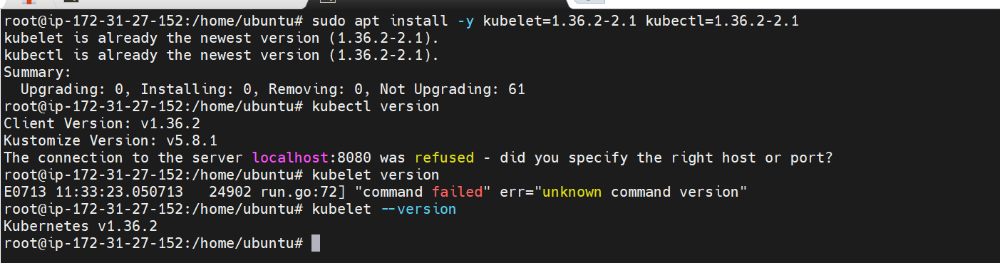 root@ip-172-31-27-152:/home/ubuntu# sudo apt install -y kubelet=1.36.2-2.1 kubectl=1.36.2-2.1
kubelet is already the newest version (1.36.2-2.1).
kubectl is already the newest version (1.36.2-2.1).
Summary:
  Upgrading: 0, Installing: 0, Removing: 0, Not Upgrading: 61
root@ip-172-31-27-152:/home/ubuntu# kubectl version
Client Version: v1.36.2
Kustomize Version: v5.8.1
The connection to the server localhost:8080 was refused - did you specify the right host or port?
root@ip-172-31-27-152:/home/ubuntu# kubelet version
E0713 11:33:23.050713   24902 run.go:72] "command failed" err="unknown command version"
root@ip-172-31-27-152:/home/ubuntu# kubelet --version
Kubernetes v1.36.2
root@ip-172-31-27-152:/home/ubuntu#